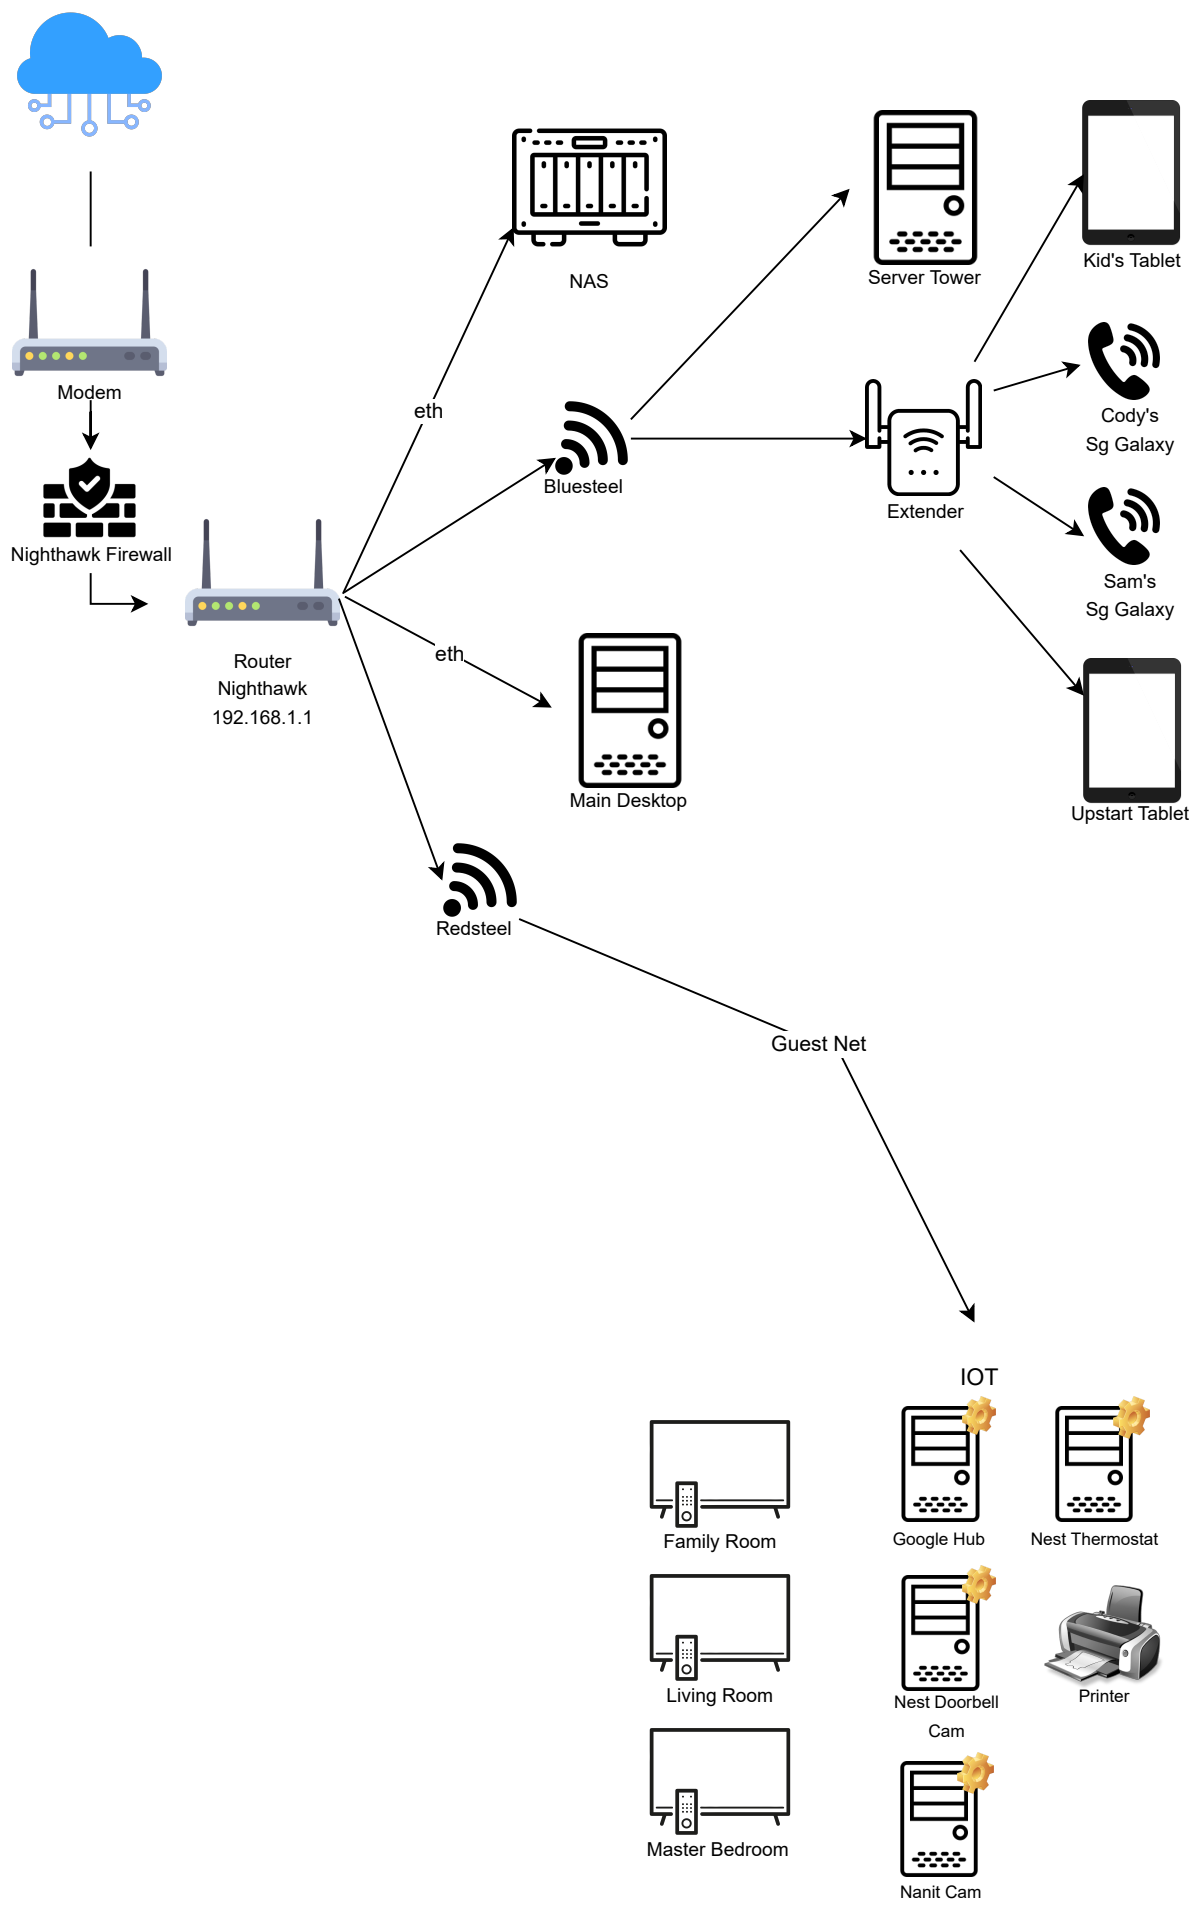 NAS
Server Tower
Kid's Tablet
Modem
eth
Cody's
Sg Galaxy
Bluesteel
Extender
Nighthawk Firewall
Sam's
Sg Galaxy
Router
Nighthawk
192.168.1.1
eth
Main Desktop
Upstart Tablet
Redsteel
Guest Net
IOT
Family Room
Google Hub
Nest Thermostat
Living Room
Nest Doorbell
Cam
Printer
Master Bedroom
Nanit Cam